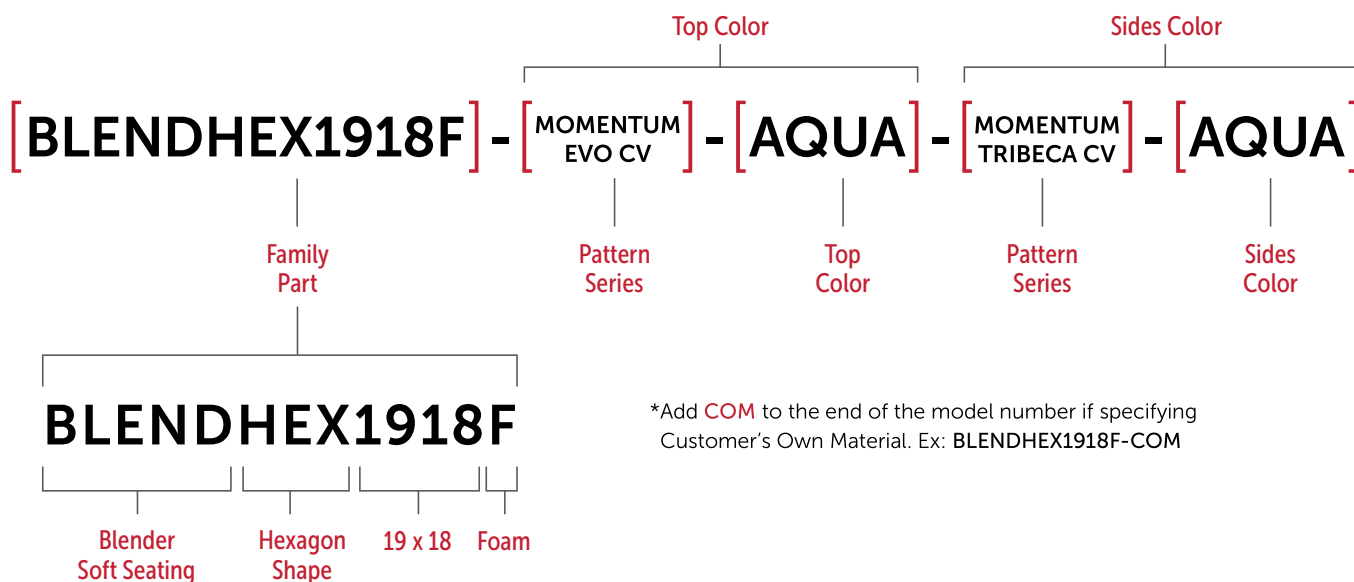 Top Color
Sides Color
[BLENDHEX1918F] - [MOMENTUM EVO CV] - [AQUA] - [MOMENTUM TRIBECA CV] - [AQUA]
Family
Part
Pattern
Series
Top
Color
Pattern
Series
Sides
Color
BLENDHEX1918F
*Add COM to the end of the model number if specifying
Customer's Own Material. Ex: BLENDHEX1918F-COM
Blender
Soft Seating
Hexagon
Shape
19 x 18
Foam